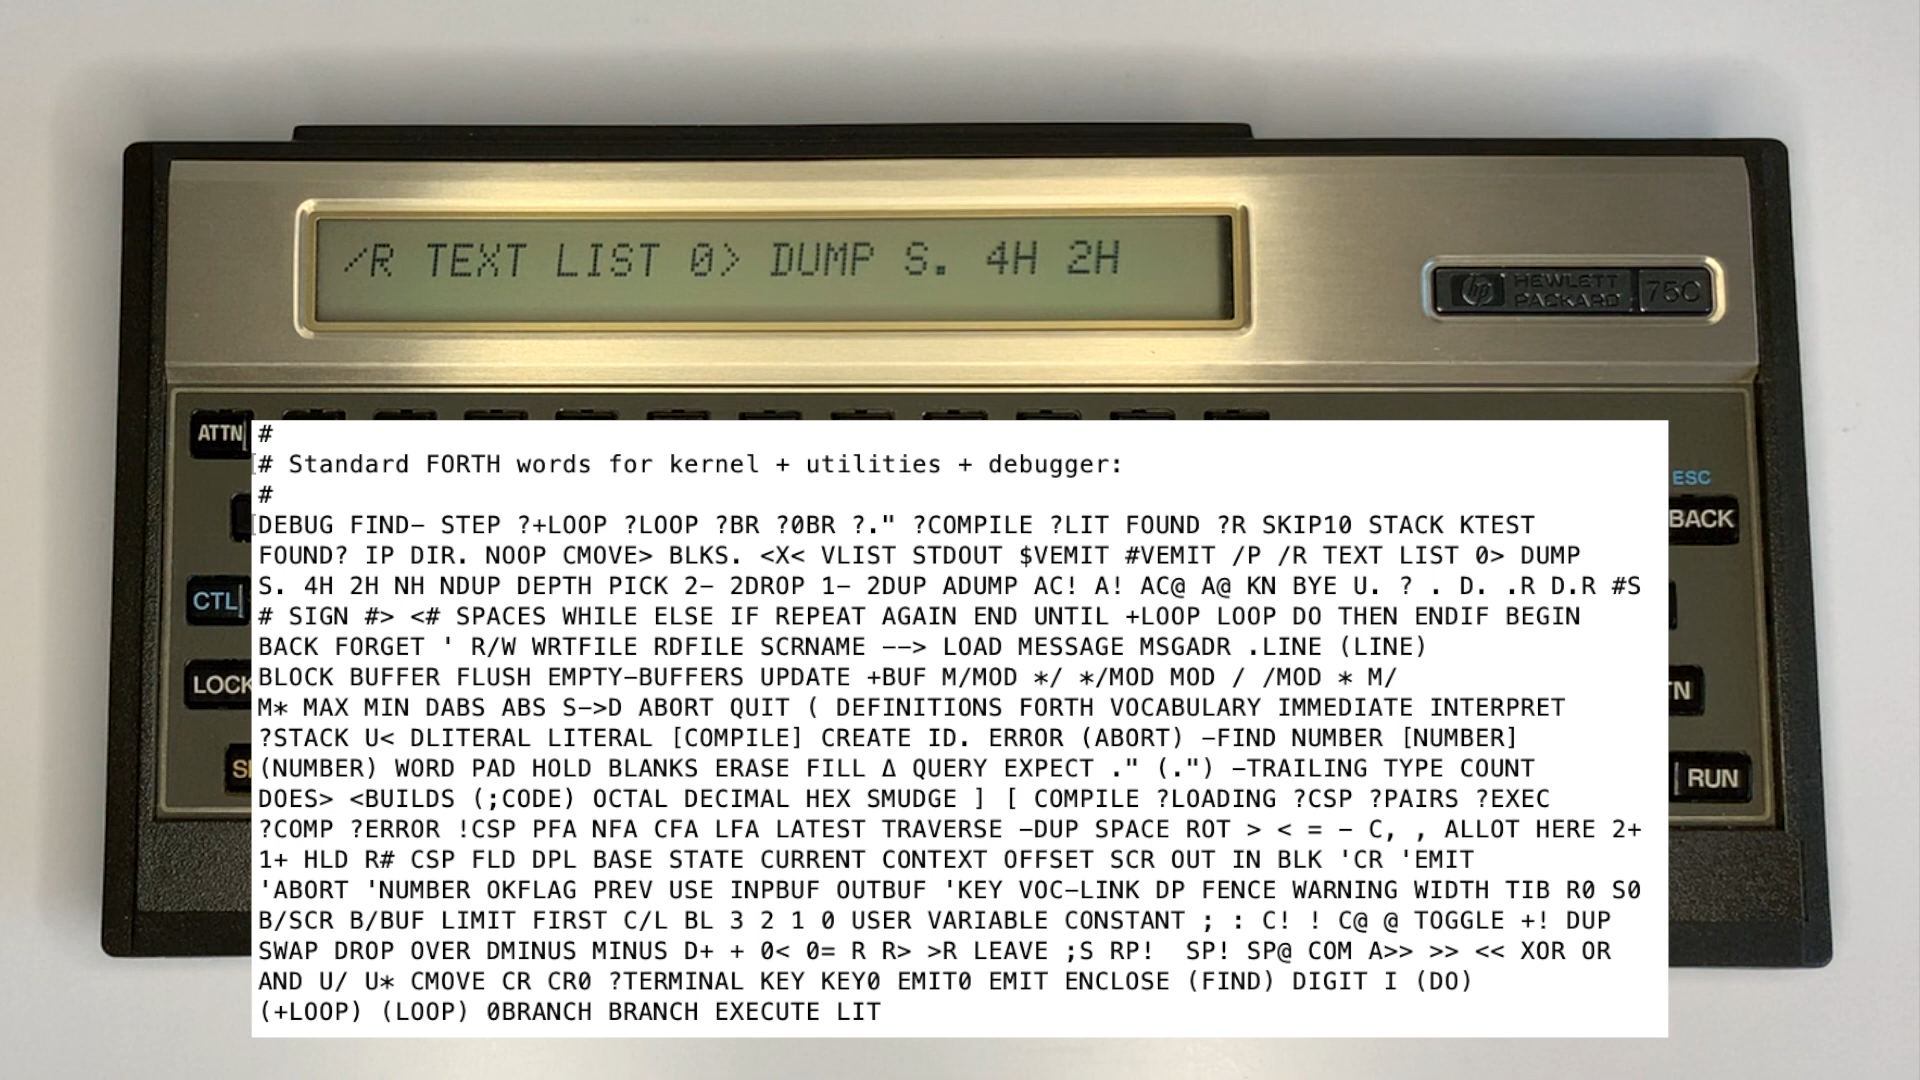 /R TEXT LIST 0> DUMP S. 4H 2H
hp HEWLETT PACKARD 75C
ATTN
#
# Standard FORTH words for kernel + utilities + debugger:
ESC
#
DEBUG FIND- STEP ?+LOOP ?LOOP ?BR ?0BR ?." ?COMPILE ?LIT FOUND ?R SKIP10 STACK KTEST
BACK
FOUND? IP DIR. NOOP CMOVE> BLKS. <X< VLIST STDOUT $VEMIT #VEMIT /P /R TEXT LIST 0> DUMP
S. 4H 2H NH NDUP DEPTH PICK 2- 2DROP 1- 2DUP ADUMP AC! A! AC@ A@ KN BYE U. ? . D. .R D.R #S
CTL
# SIGN #> <# SPACES WHILE ELSE IF REPEAT AGAIN END UNTIL +LOOP LOOP DO THEN ENDIF BEGIN
BACK FORGET ' R/W WRTFILE RDFILE SCRNAME --> LOAD MESSAGE MSGADR .LINE (LINE)
BLOCK BUFFER FLUSH EMPTY-BUFFERS UPDATE +BUF M/MOD */ */MOD MOD / /MOD * M/
LOCK
M* MAX MIN DABS ABS S->D ABORT QUIT ( DEFINITIONS FORTH VOCABULARY IMMEDIATE INTERPRET
?STACK U< DLITERAL LITERAL [COMPILE] CREATE ID. ERROR (ABORT) -FIND NUMBER [NUMBER]
(NUMBER) WORD PAD HOLD BLANKS ERASE FILL Δ QUERY EXPECT ." (.") -TRAILING TYPE COUNT
RUN
DOES> <BUILDS (;CODE) OCTAL DECIMAL HEX SMUDGE ] [ COMPILE ?LOADING ?CSP ?PAIRS ?EXEC
?COMP ?ERROR !CSP PFA NFA CFA LFA LATEST TRAVERSE -DUP SPACE ROT > < = - C, , ALLOT HERE 2+
1+ HLD R# CSP FLD DPL BASE STATE CURRENT CONTEXT OFFSET SCR OUT IN BLK 'CR 'EMIT
'ABORT 'NUMBER OKFLAG PREV USE INPBUF OUTBUF 'KEY VOC-LINK DP FENCE WARNING WIDTH TIB R0 S0
B/SCR B/BUF LIMIT FIRST C/L BL 3 2 1 0 USER VARIABLE CONSTANT ; : C! ! C@ @ TOGGLE +! DUP
SWAP DROP OVER DMINUS MINUS D+ + 0< 0= R R> >R LEAVE ;S RP!  SP! SP@ COM A>> >> << XOR OR
AND U/ U* CMOVE CR CR0 ?TERMINAL KEY KEY0 EMIT0 EMIT ENCLOSE (FIND) DIGIT I (DO)
(+LOOP) (LOOP) 0BRANCH BRANCH EXECUTE LIT